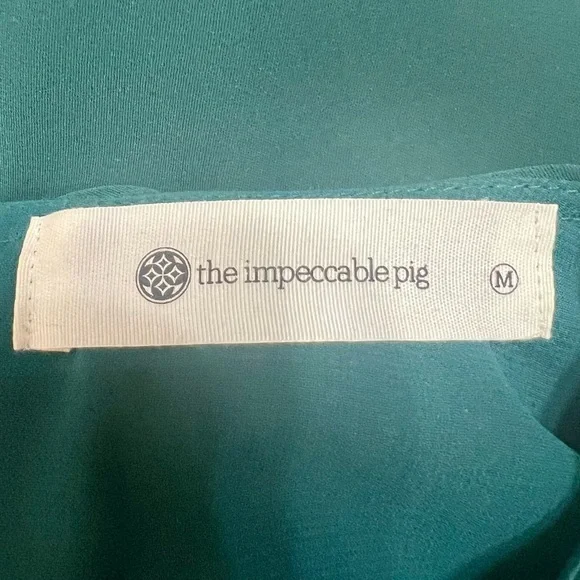 the impeccable pig M